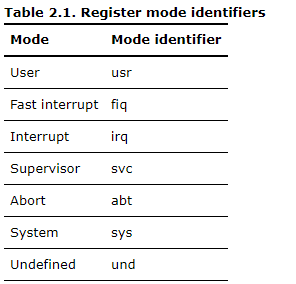 Table 2.1. Register mode identifiers
Mode Mode identifier
User usr
Fast interrupt fiq
Interrupt irq
Supervisor svc
Abort abt
System sys
Undefined und